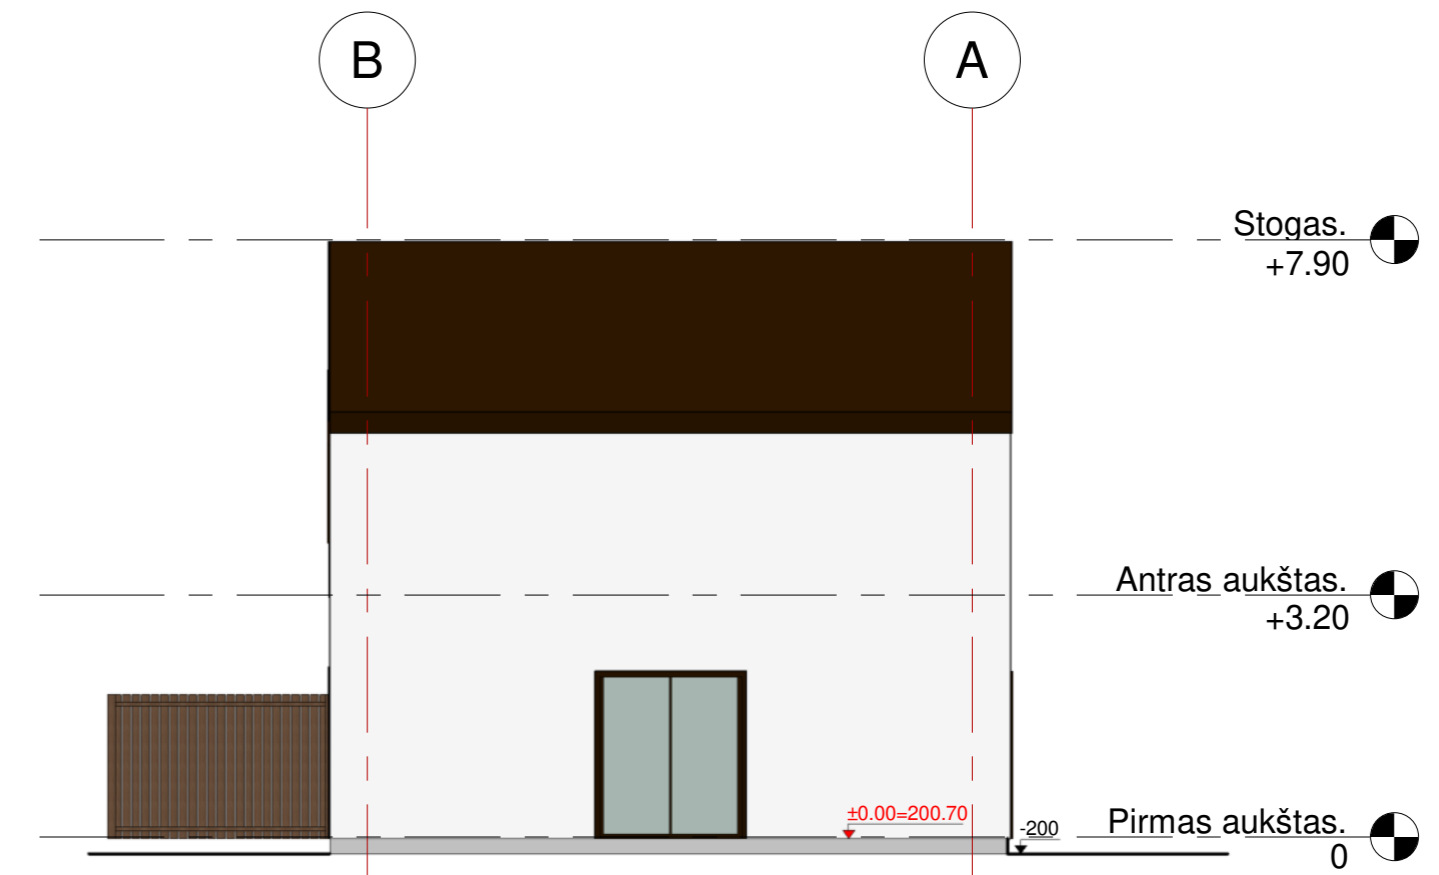 B
A
Stogas.
+7.90
Antras aukštas.
+3.20
±0.00=200.70
-200
Pirmas aukštas.
0